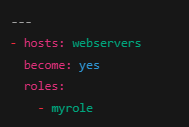 ---
- hosts: webservers
  become: yes
  roles:
    - myrole